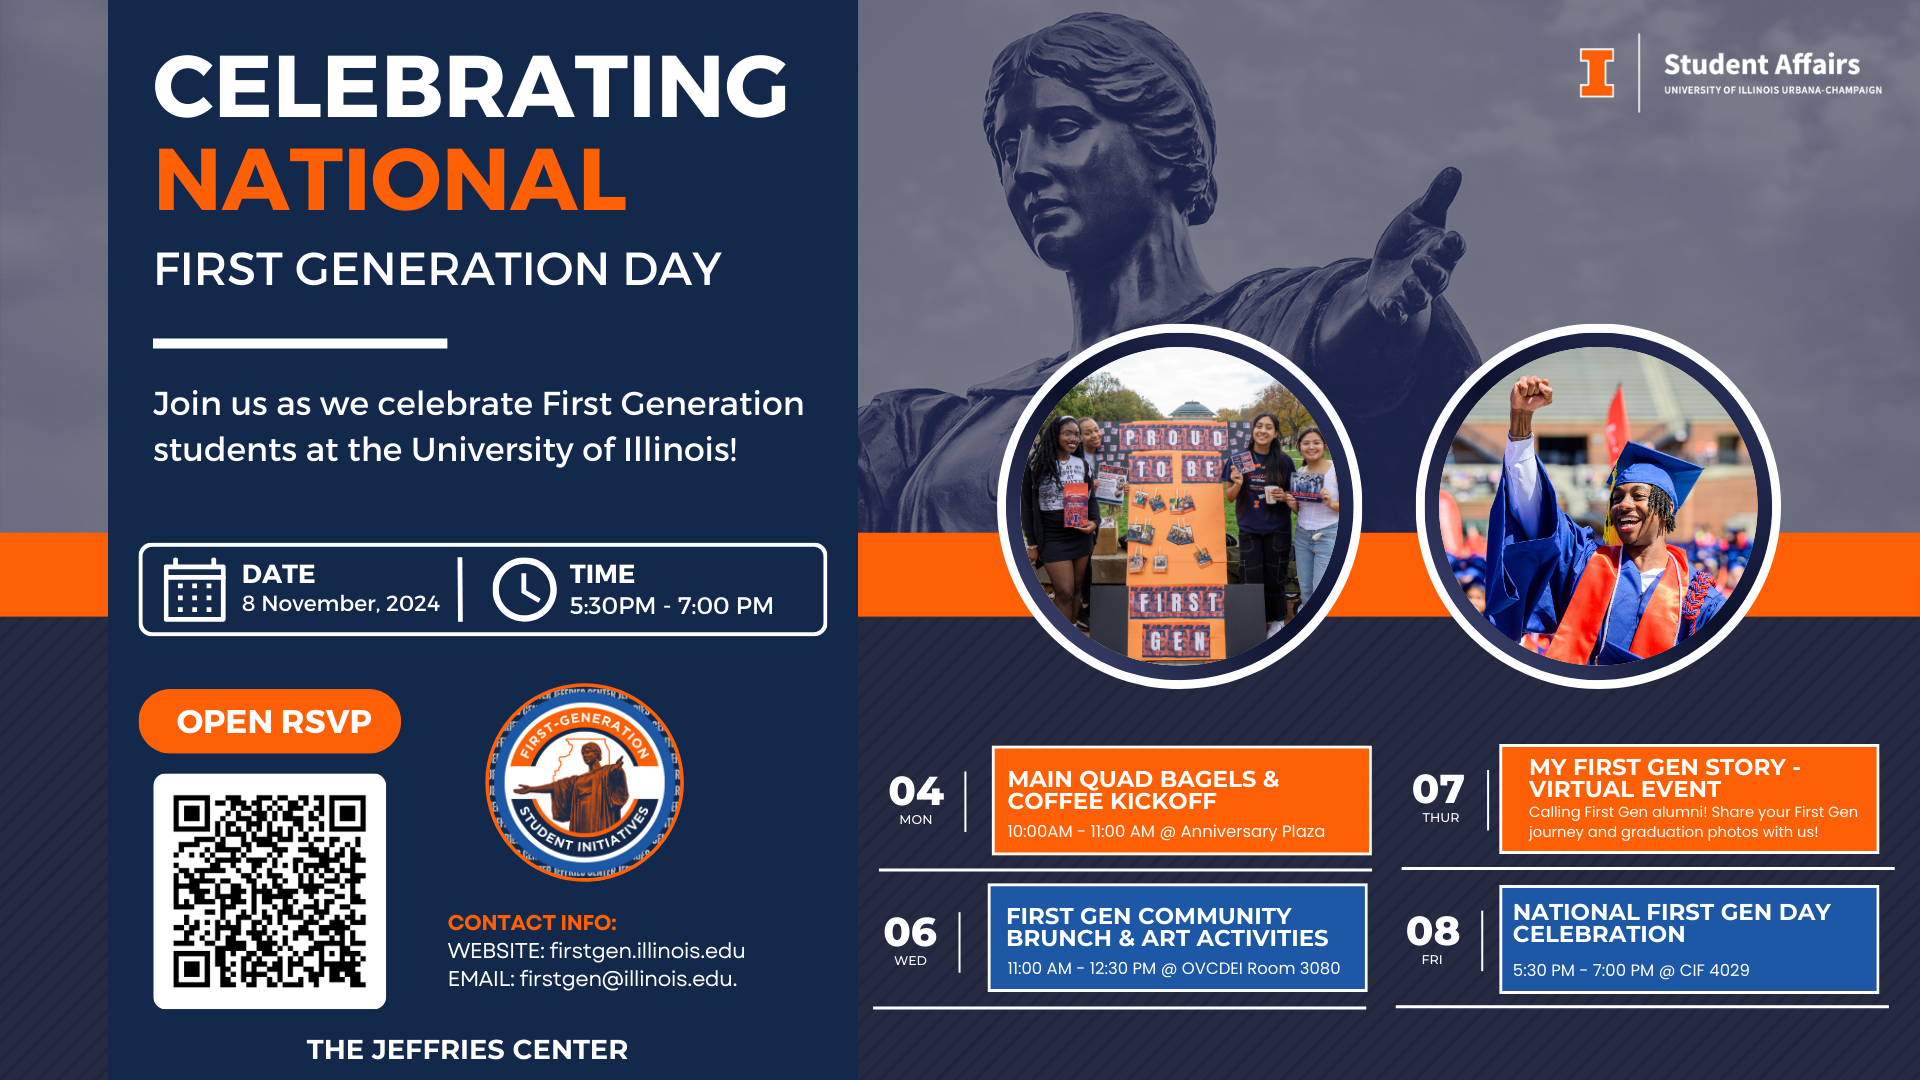 CELEBRATING
NATIONAL
FIRST GENERATION DAY
Join us as we celebrate First Generation
students at the University of Illinois!
DATE
8 November, 2024
TIME
5:30PM - 7:00 PM
OPEN RSVP
FIRST-GENERATION
STUDENT INITIATIVES
CONTACT INFO:
WEBSITE: firstgen.illinois.edu
EMAIL: firstgen@illinois.edu.
THE JEFFRIES CENTER
I
Student Affairs
UNIVERSITY OF ILLINOIS URBANA-CHAMPAIGN
PROUD
TO BE
FIRST
GEN
04
MON
MAIN QUAD BAGELS &
COFFEE KICKOFF
10:00AM - 11:00 AM @ Anniversary Plaza
06
WED
FIRST GEN COMMUNITY
BRUNCH & ART ACTIVITIES
11:00 AM - 12:30 PM @ OVCDEI Room 3080
07
THUR
MY FIRST GEN STORY -
VIRTUAL EVENT
Calling First Gen alumni! Share your First Gen
journey and graduation photos with us!
08
FRI
NATIONAL FIRST GEN DAY
CELEBRATION
5:30 PM - 7:00 PM @ CIF 4029